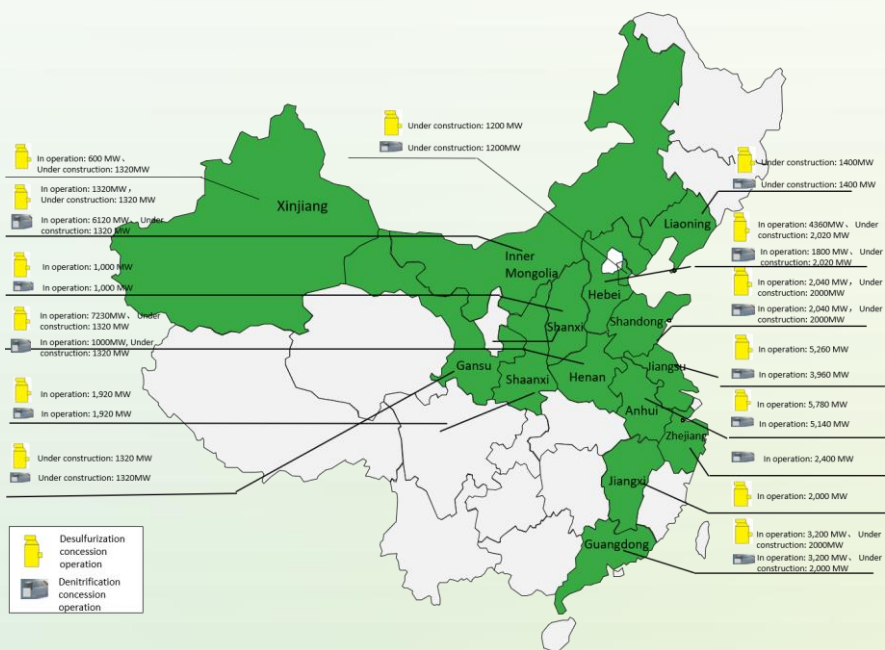 Under construction: 1200 MW
Under construction: 1200MW
In operation: 600 MW、
Under construction: 1320MW
In operation: 1320MW，
Under construction: 1320 MW
In operation: 6120 MW、 Under
construction: 1320 MW
In operation: 1,000 MW
In operation: 1,000 MW
In operation: 7230MW、 Under
construction: 1320 MW
In operation: 1000MW, Under
construction: 1320 MW
In operation: 1,920 MW
In operation: 1,920 MW
Under construction: 1320 MW
Under construction: 1320MW
Desulfurization
concession
operation
Denitrification
concession
operation
Xinjiang
Inner
Mongolia
Liaoning
Hebei
Shanxi
Shandong
Gansu
Shaanxi
Henan
Jiangsu
Anhui
Zhejiang
Jiangxi
Guangdong
Under construction: 1400MW
Under construction: 1400 MW
In operation: 4360MW、 Under
construction: 2,020 MW
In operation: 1800 MW、 Under
construction: 2,020 MW
In operation: 2,040 MW， Under
construction: 2000MW
In operation: 2,040 MW， Under
construction: 2000MW
In operation: 5,260 MW
In operation: 3,960 MW
In operation: 5,780 MW
In operation: 5,140 MW
In operation: 2,400 MW
In operation: 2,000 MW
In operation: 3,200 MW、 Under
construction: 2000MW
In operation: 3,200 MW、 Under
construction: 2,000 MW